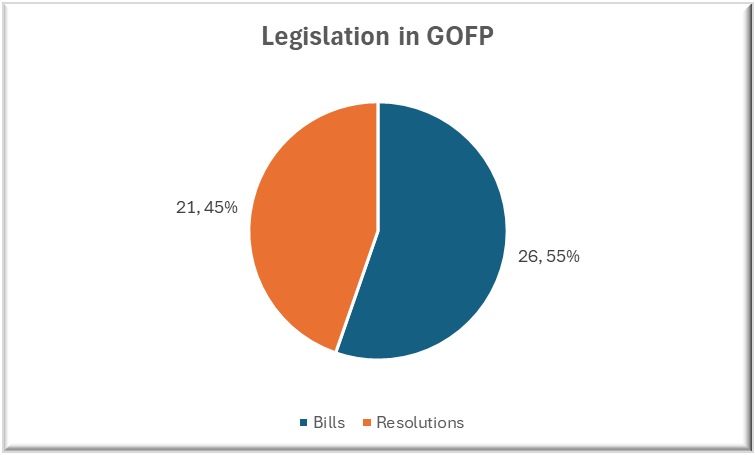 Legislation in GOFP
21, 45%
26, 55%
Bills
Resolutions